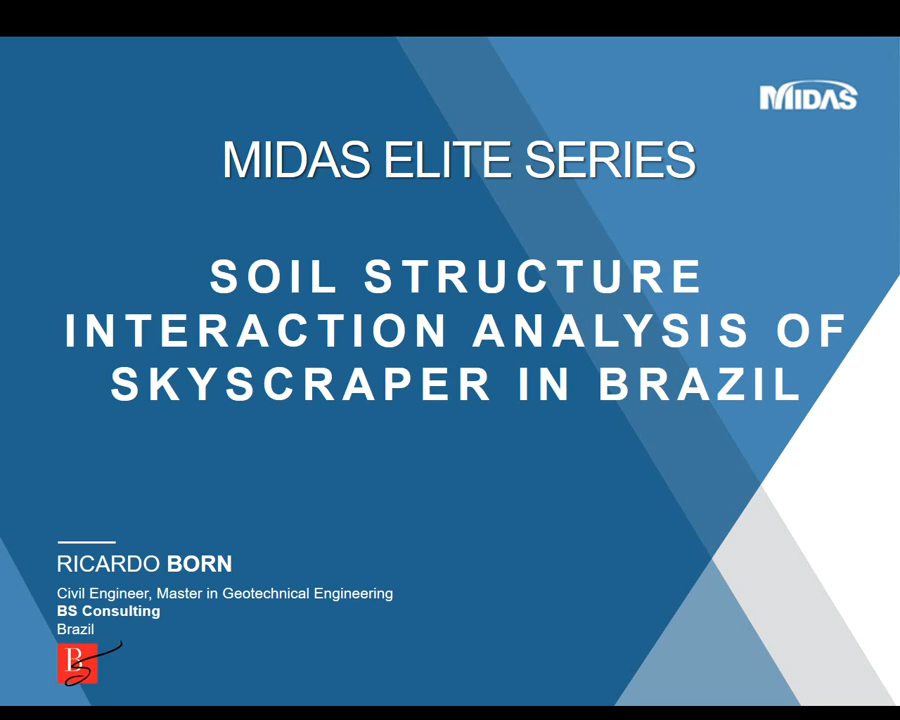 MIDAS
MIDAS ELITE SERIES
SOIL STRUCTURE
INTERACTION ANALYSIS OF
SKYSCRAPER IN BRAZIL
RICARDO BORN
Civil Engineer, Master in Geotechnical Engineering
BS Consulting
Brazil
BS